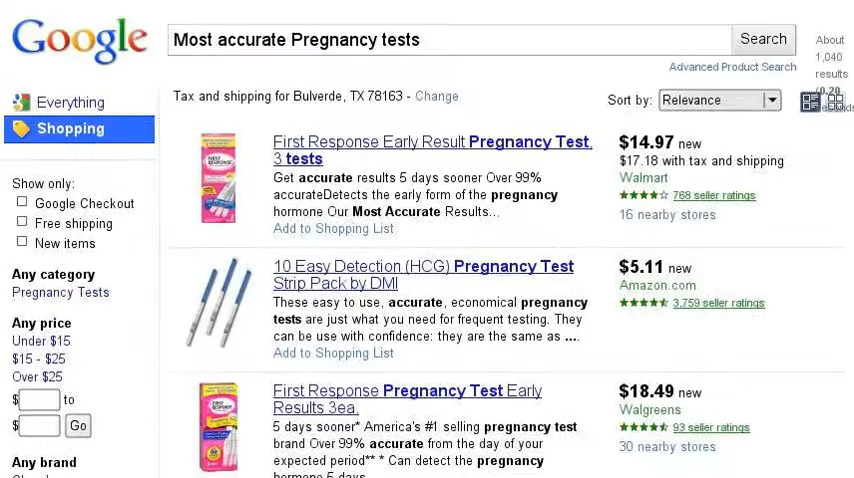 Google
Most accurate Pregnancy tests
Search
Advanced Product Search
About
1,040
results
(0.20
Everything
Shopping
Tax and shipping for Bulverde, TX 78163 - Change
Sort by:
Relevance
Show only:
Google Checkout
Free shipping
New items
Any category
Pregnancy Tests
Any price
Under $15
$15 - $25
Over $25
$ to
$ Go
Any brand
First Response Early Result Pregnancy Test,
3 tests
Get accurate results 5 days sooner Over 99%
accurateDetects the early form of the pregnancy
hormone Our Most Accurate Results...
Add to Shopping List
$14.97 new
$17.18 with tax and shipping
Walmart
768 seller ratings
16 nearby stores
10 Easy Detection (HCG) Pregnancy Test
Strip Pack by DMI
These easy to use, accurate, economical pregnancy
tests are just what you need for frequent testing. They
can be use with confidence: they are the same as ....
Add to Shopping List
$5.11 new
Amazon.com
3,759 seller ratings
First Response Pregnancy Test Early
Results 3ea.
5 days sooner* America's #1 selling pregnancy test
brand Over 99% accurate from the day of your
expected period** * Can detect the pregnancy
hormone 5 days
$18.49 new
Walgreens
93 seller ratings
30 nearby stores